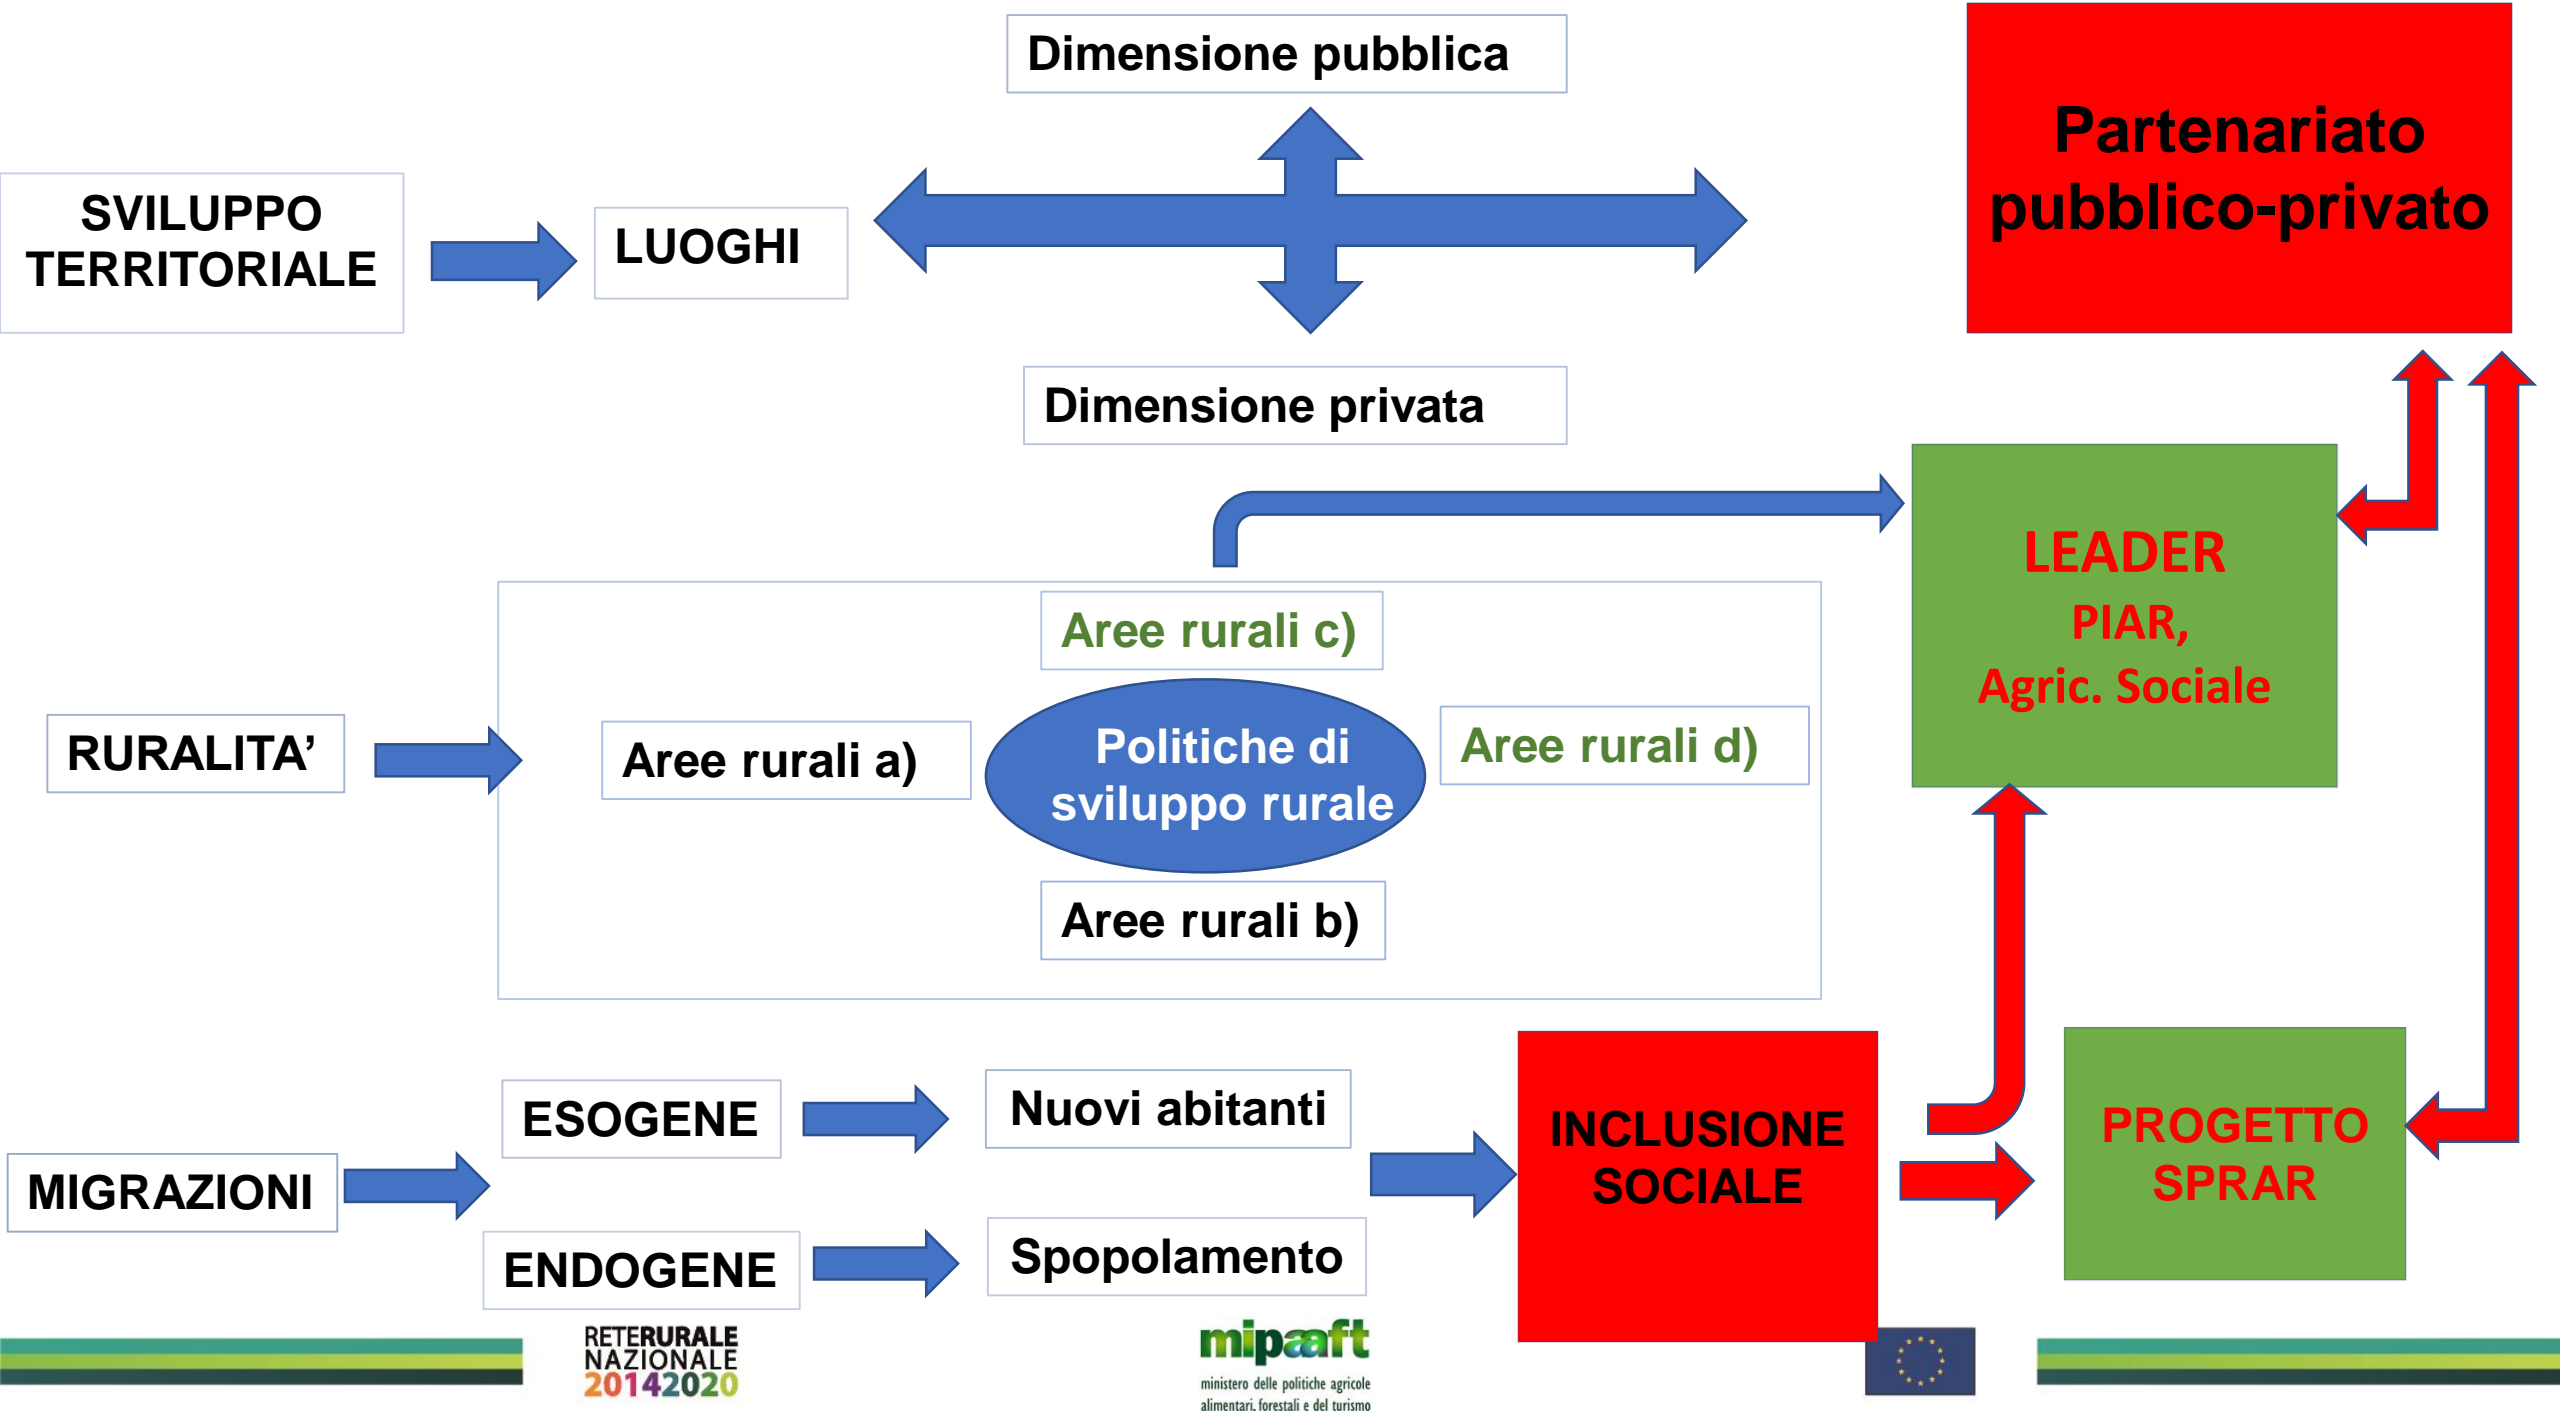 Dimensione pubblica
Partenariato
pubblico-privato
SVILUPPO
TERRITORIALE
LUOGHI
Dimensione privata
LEADER
PIAR,
Agric. Sociale
Aree rurali c)
RURALITA’
Aree rurali a)
Politiche di
sviluppo rurale
Aree rurali d)
Aree rurali b)
MIGRAZIONI
ESOGENE
Nuovi abitanti
ENDOGENE
Spopolamento
INCLUSIONE
SOCIALE
PROGETTO
SPRAR
RETERURALE
NAZIONALE
20142020
mipaaft
ministero delle politiche agricole
alimentari, forestali e del turismo